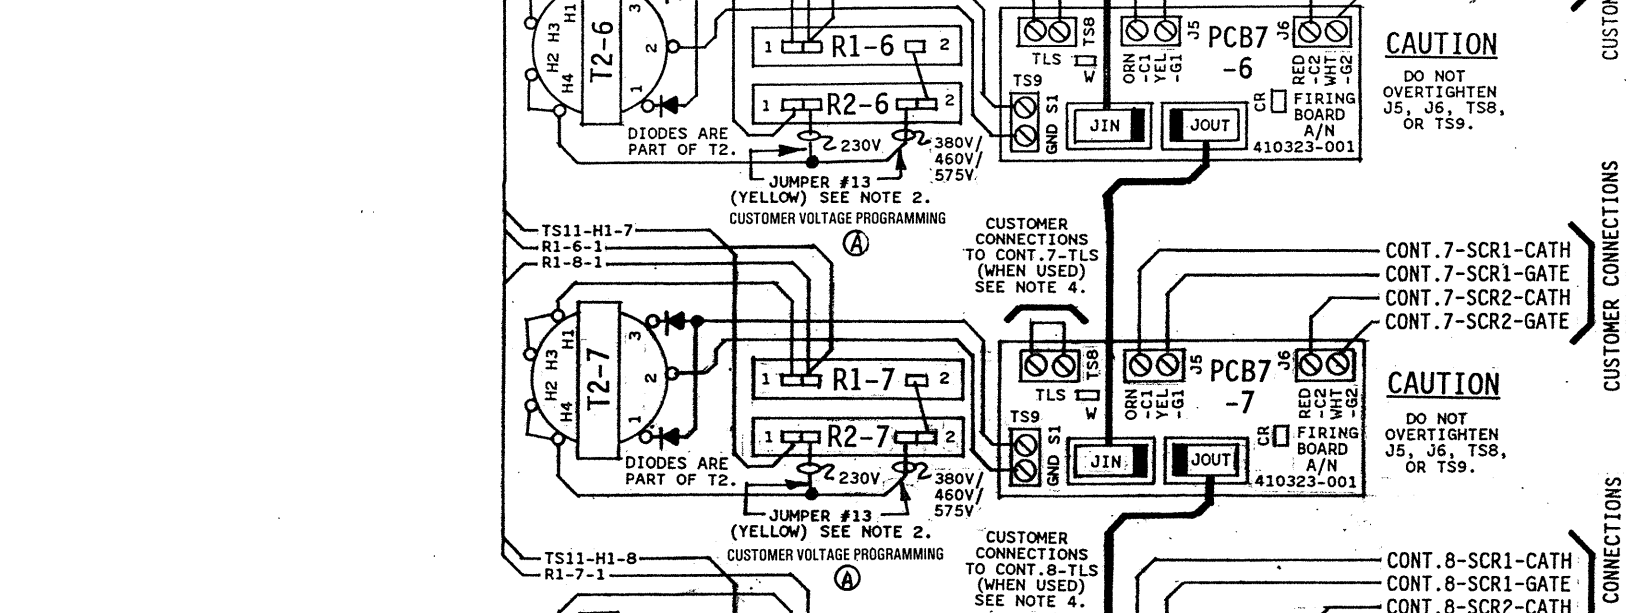 H1
H3
H2
H4
T2-6
3
2
1
1 R1-6 2
1 R2-6 2
DIODES ARE
PART OF T2.
230V
380V/
460V/
575V
JUMPER #13
(YELLOW) SEE NOTE 2.
CUSTOMER VOLTAGE PROGRAMMING
A
TS8
TLS
W
TS9
S1
GND
J5
ORN
-C1
YEL
-G1
PCB7
-6
J6
RED
-C2
WHT
-G2
CR
FIRING
BOARD
A/N
410323-001
JIN
JOUT
CAUTION
DO NOT
OVERTIGHTEN
J5, J6, TS8,
OR TS9.
CUSTOM
TS11-H1-7
R1-6-1
R1-8-1
H1
H3
H2
H4
T2-7
3
2
1
1 R1-7 2
1 R2-7 2
DIODES ARE
PART OF T2.
230V
380V/
460V/
575V
JUMPER #13
(YELLOW) SEE NOTE 2.
CUSTOMER VOLTAGE PROGRAMMING
A
CUSTOMER
CONNECTIONS
TO CONT.7-TLS
(WHEN USED)
SEE NOTE 4.
TS8
TLS
W
TS9
S1
GND
J5
ORN
-C1
YEL
-G1
PCB7
-7
J6
RED
-C2
WHT
-G2
CR
FIRING
BOARD
A/N
410323-001
JIN
JOUT
CONT.7-SCR1-CATH
CONT.7-SCR1-GATE
CONT.7-SCR2-CATH
CONT.7-SCR2-GATE
CUSTOMER CONNECTIONS
CAUTION
DO NOT
OVERTIGHTEN
J5, J6, TS8,
OR TS9.
TS11-H1-8
R1-7-1
CUSTOMER
CONNECTIONS
TO CONT.8-TLS
(WHEN USED)
SEE NOTE 4.
CONT.8-SCR1-CATH
CONT.8-SCR1-GATE
CONT.8-SCR2-CATH
CONNECTIONS